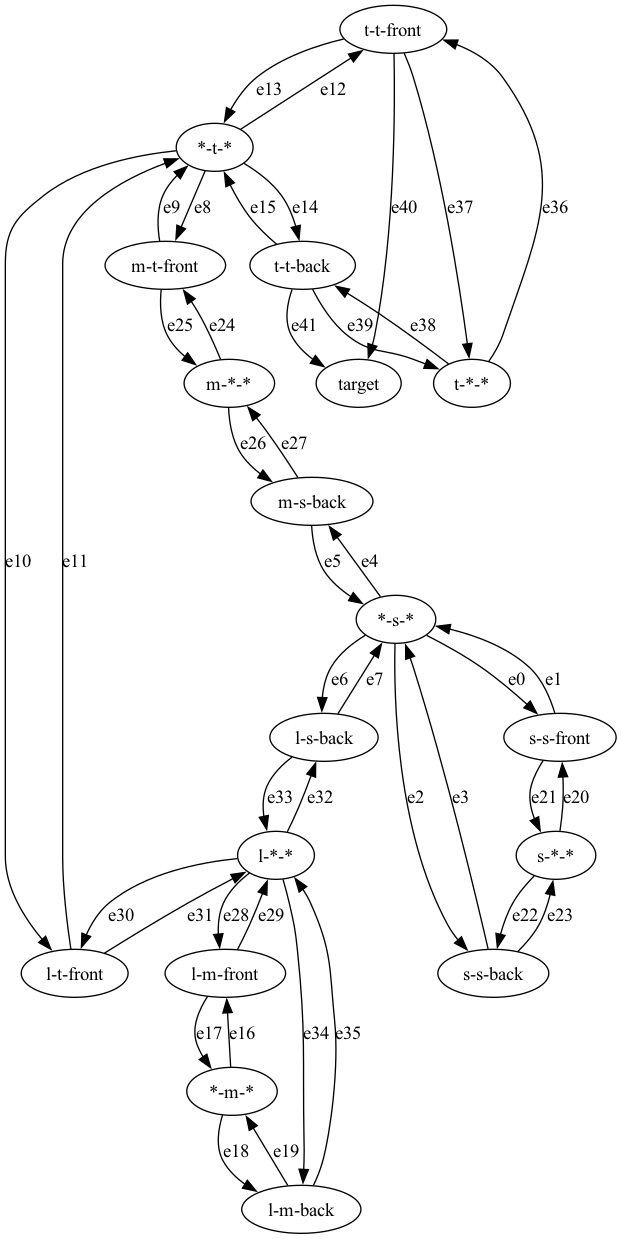 t-t-front
e13
e12
*-t-*
e9
e8
e15
e14
e40
e37
e36
m-t-front
t-t-back
e25
e24
e41
e39
e38
m-*-*
target
t-*-*
e26
e27
m-s-back
e10
e11
e5
e4
*-s-*
e6
e7
e0
e1
l-s-back
s-s-front
e33
e32
e2
e3
e21
e20
l-*-*
s-*-*
e30
e31
e28
e29
e22
e23
l-t-front
l-m-front
s-s-back
e17
e16
e34
e35
*-m-*
e18
e19
l-m-back